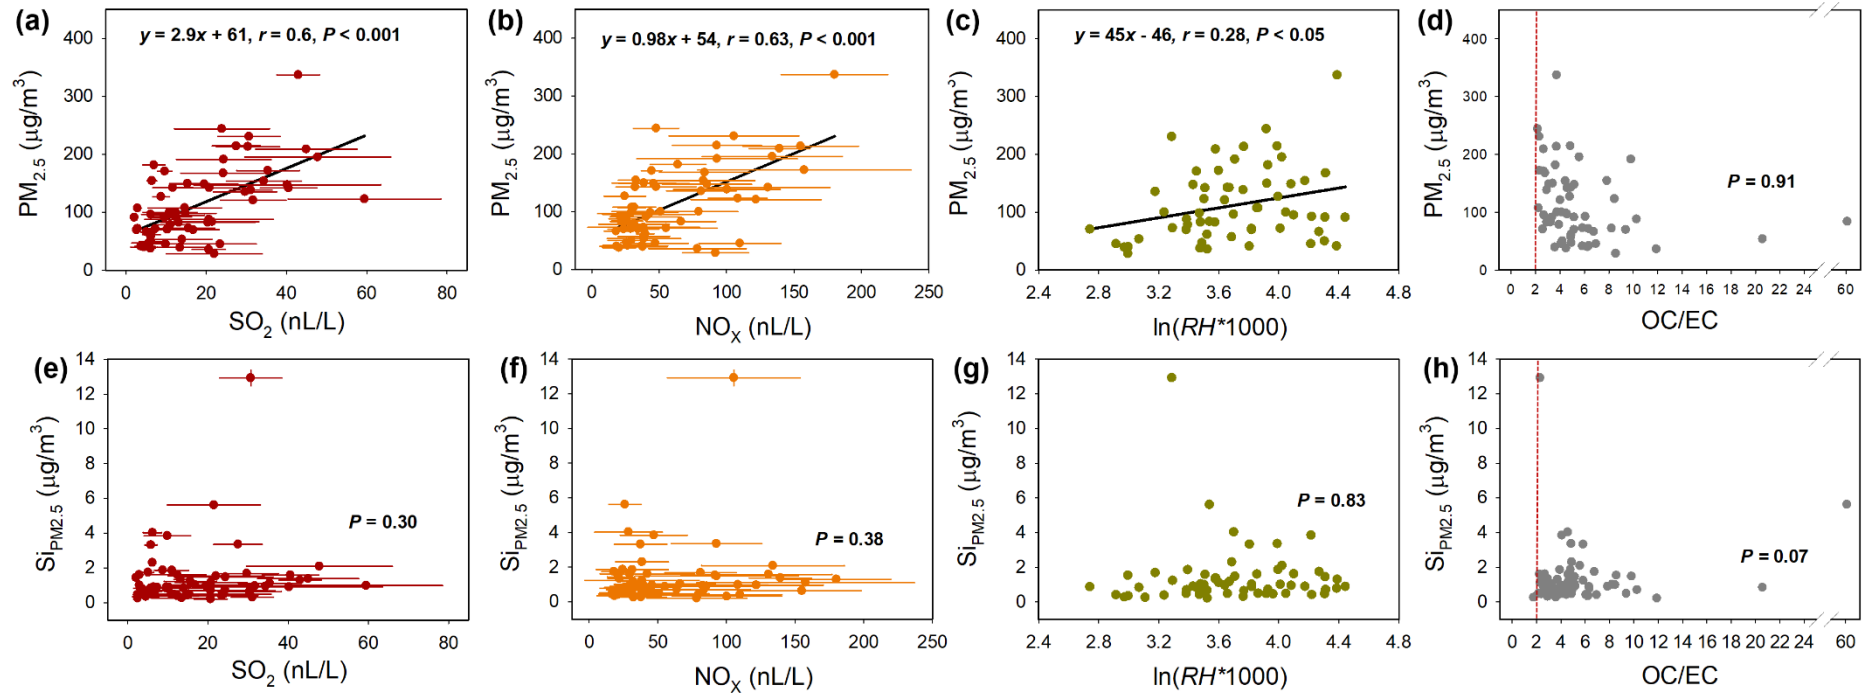 (a)
y = 2.9x + 61, r = 0.6, P < 0.001
PM2.5 (μg/m³)
400
300
200
100
0
0 20 40 60 80
SO2 (nL/L)
(b)
y = 0.98x + 54, r = 0.63, P < 0.001
PM2.5 (μg/m³)
400
300
200
100
0
0 50 100 150 200 250
NOX (nL/L)
(c)
y = 45x - 46, r = 0.28, P < 0.05
PM2.5 (μg/m³)
400
300
200
100
0
2.4 3.0 3.6 4.2 4.8
2.4 3.2 3.6 4.0 4.4 4.8
ln(RH*1000)
(d)
P = 0.91
PM2.5 (μg/m³)
400
300
200
100
0
0 2 4 6 8 10 12 14 16 18 20 22 24 60
OC/EC
(e)
P = 0.30
SiPM2.5 (μg/m³)
14
12
10
8
6
4
2
0
0 20 40 60 80
SO2 (nL/L)
(f)
P = 0.38
SiPM2.5 (μg/m³)
14
12
10
8
6
4
2
0
0 50 100 150 200 250
NOX (nL/L)
(g)
P = 0.83
SiPM2.5 (μg/m³)
14
12
10
8
6
4
2
0
2.4 2.8 3.2 3.6 4.0 4.4 4.8
ln(RH*1000)
(h)
P = 0.07
SiPM2.5 (μg/m³)
14
12
10
8
6
4
2
0
0 2 4 6 8 10 12 14 16 18 20 22 24 60
OC/EC